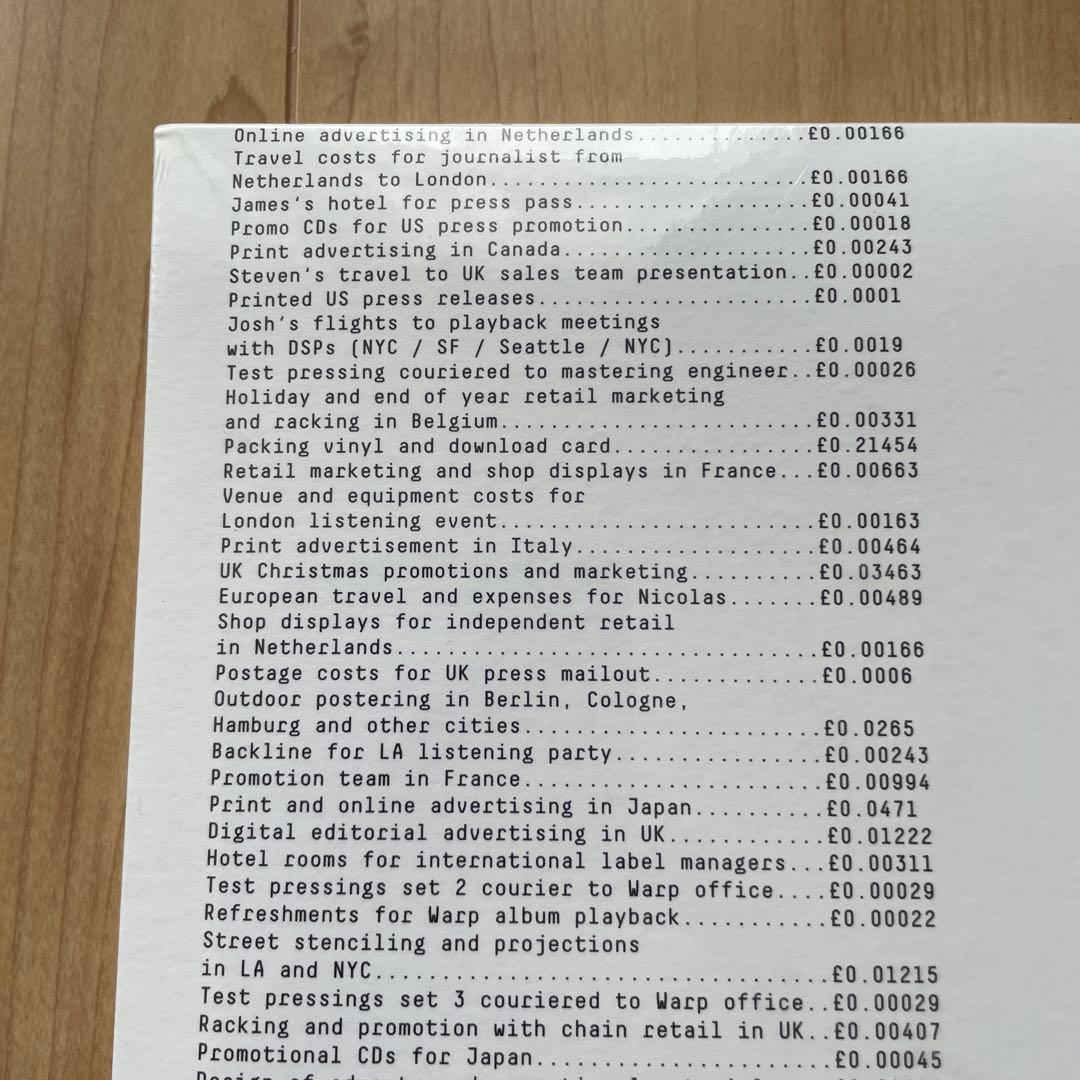 Online advertising in Netherlands..............£0.00166
Travel costs for journalist from
Netherlands to London..........................£0.00166
James's hotel for press pass...................£0.00041
Promo CDs for US press promotion...............£0.00018
Print advertising in Canada....................£0.00243
Steven's travel to UK sales team presentation..£0.00002
Printed US press releases......................£0.0001
Josh's flights to playback meetings
with DSPs (NYC / SF / Seattle / NYC)...........£0.0019
Test pressing couriered to mastering engineer..£0.00026
Holiday and end of year retail marketing
and racking in Belgium.........................£0.00331
Packing vinyl and download card................£0.21454
Retail marketing and shop displays in France...£0.00663
Venue and equipment costs for
London listening event.........................£0.00163
Print advertisement in Italy...................£0.00464
UK Christmas promotions and marketing..........£0.03463
European travel and expenses for Nicolas.......£0.00489
Shop displays for independent retail
in Netherlands.................................£0.00166
Postage costs for UK press mailout.............£0.0006
Outdoor postering in Berlin, Cologne,
Hamburg and other cities.......................£0.0265
Backline for LA listening party................£0.00243
Promotion team in France.......................£0.00994
Print and online advertising in Japan..........£0.0471
Digital editorial advertising in UK............£0.01222
Hotel rooms for international label managers...£0.00311
Test pressings set 2 courier to Warp office....£0.00029
Refreshments for Warp album playback...........£0.00022
Street stenciling and projections
in LA and NYC..................................£0.01215
Test pressings set 3 couriered to Warp office..£0.00029
Racking and promotion with chain retail in UK..£0.00407
Promotional CDs for Japan......................£0.00045